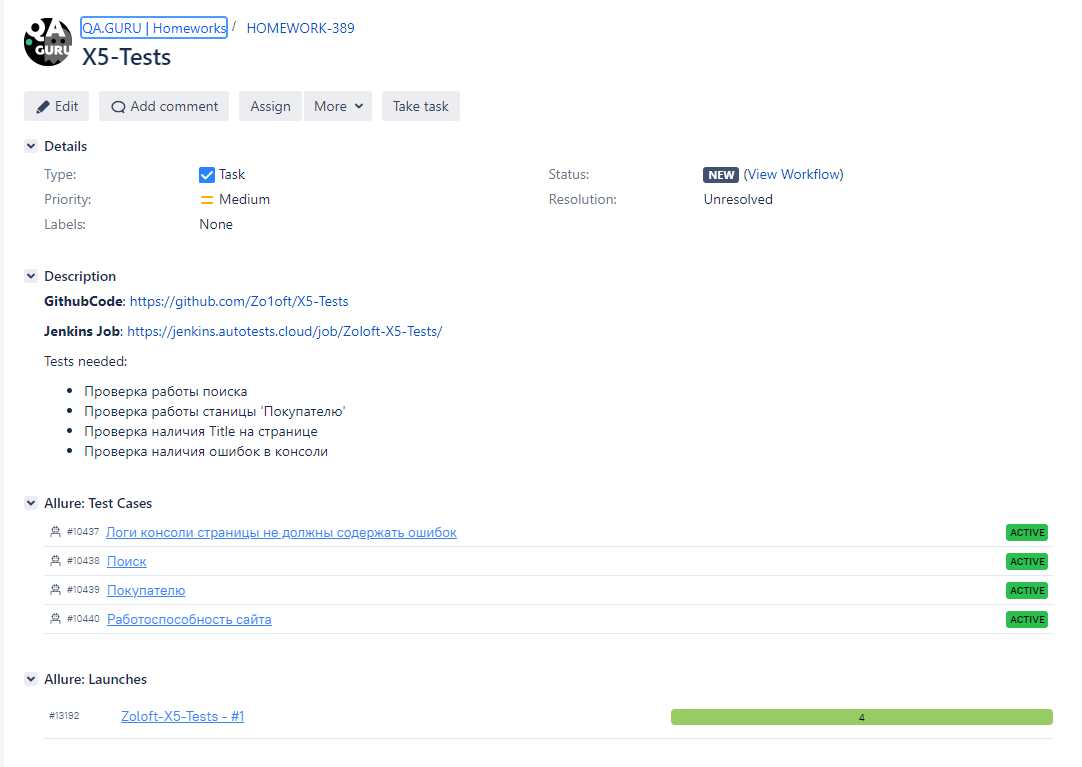 QA GURU
QA.GURU | Homeworks / HOMEWORK-389
X5-Tests
Edit Add comment Assign More Take task
Details
Type: Task Status: NEW (View Workflow)
Priority: Medium Resolution: Unresolved
Labels: None
Description
GithubCode: https://github.com/Zo1oft/X5-Tests
Jenkins Job: https://jenkins.autotests.cloud/job/Zoloft-X5-Tests/
Tests needed:
Проверка работы поиска
Проверка работы станицы 'Покупателю'
Проверка наличия Title на странице
Проверка наличия ошибок в консоли
Allure: Test Cases
#10437 Логи консоли страницы не должны содержать ошибок ACTIVE
#10438 Поиск ACTIVE
#10439 Покупателю ACTIVE
#10440 Работоспособность сайта ACTIVE
Allure: Launches
#13192 Zoloft-X5-Tests - #1 4